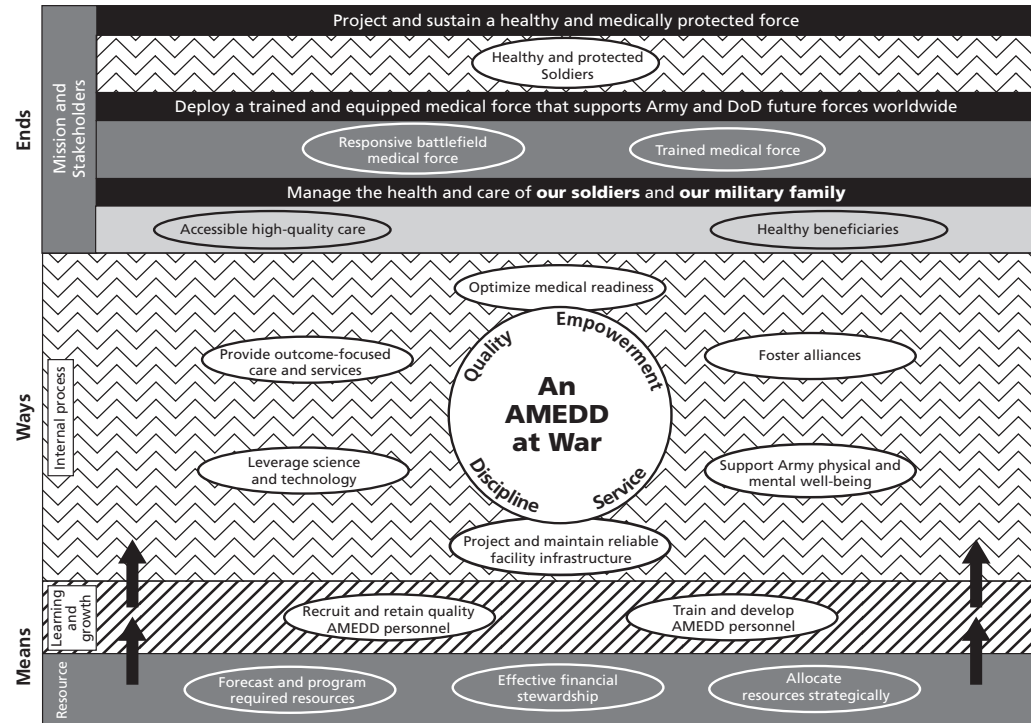 Project and sustain a healthy and medically protected force
Healthy and protected
Soldiers
Deploy a trained and equipped medical force that supports Army and DoD future forces worldwide
Responsive battlefield
medical force
Trained medical force
Manage the health and care of our soldiers and our military family
Accessible high-quality care
Healthy beneficiaries
Ends
Mission and
Stakeholders
Optimize medical readiness
Provide outcome-focused
care and services
Foster alliances
Quality
Empowerment
An
AMEDD
at War
Discipline
Service
Leverage science
and technology
Support Army physical and
mental well-being
Project and maintain reliable
facility infrastructure
Ways
Internal process
Recruit and retain quality
AMEDD personnel
Train and develop
AMEDD personnel
Means
Learning
and
growth
Forecast and program
required resources
Effective financial
stewardship
Allocate
resources strategically
Resource